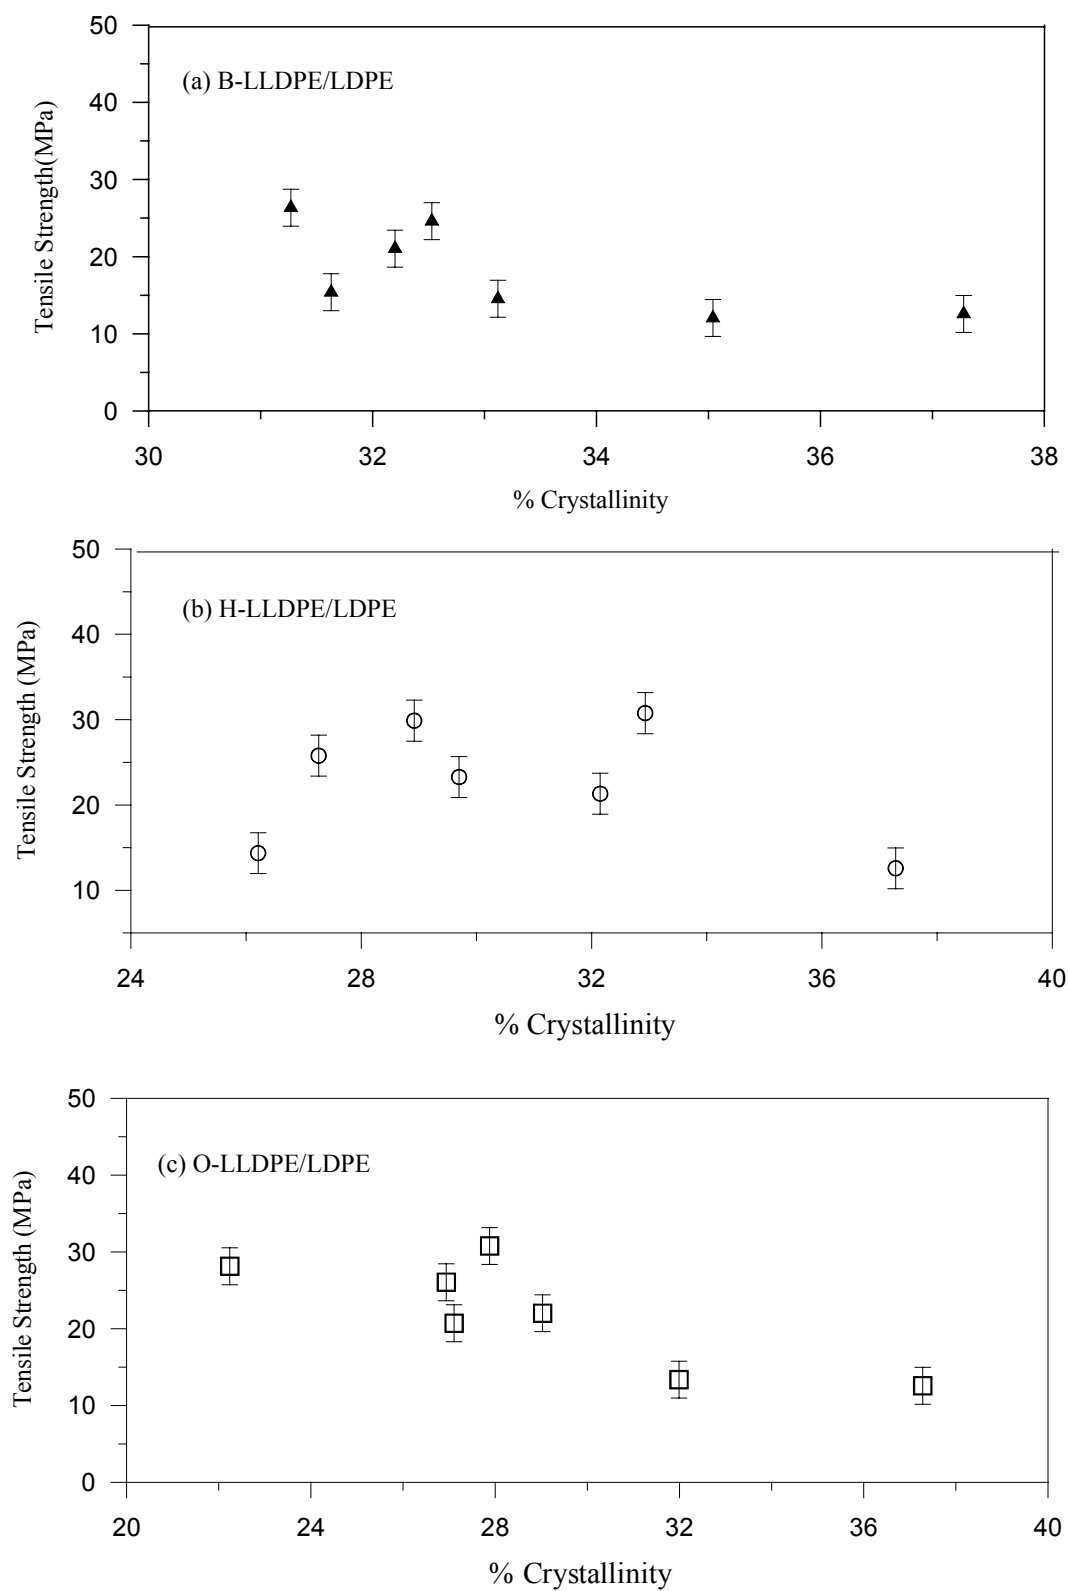 50
(a) B-LLDPE/LDPE
40
30
20
10
0
Tensile Strength(MPa)
30 32 34 36 38
% Crystallinity
50
(b) H-LLDPE/LDPE
40
30
20
10
Tensile Strength (MPa)
24 28 32 36 40
% Crystallinity
50
40
(c) O-LLDPE/LDPE
30
20
10
0
Tensile Strength (MPa)
20 24 28 32 36 40
% Crystallinity